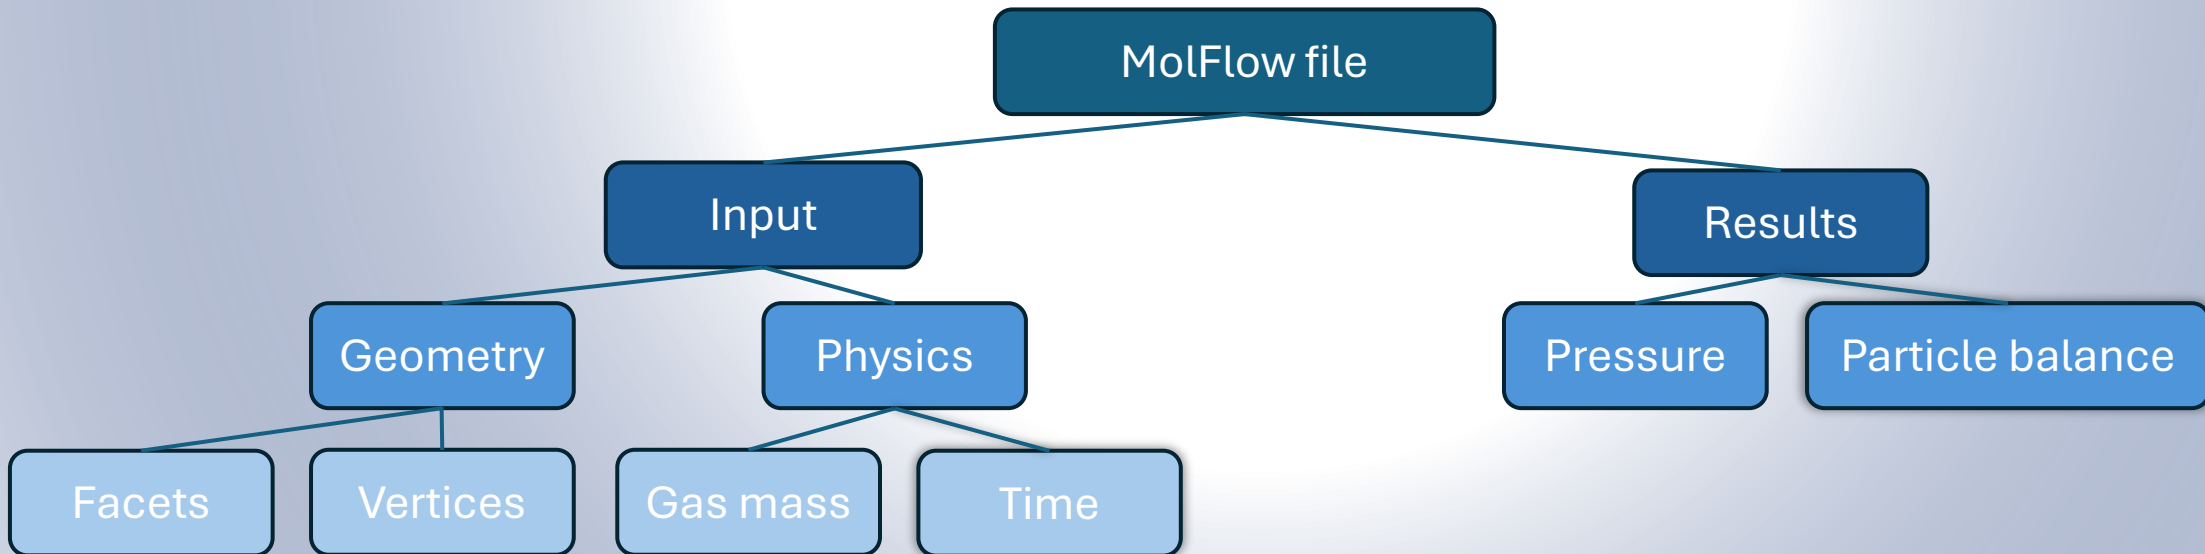 MolFlow file
Input
Results
Geometry
Physics
Pressure
Particle balance
Facets
Vertices
Gas mass
Time